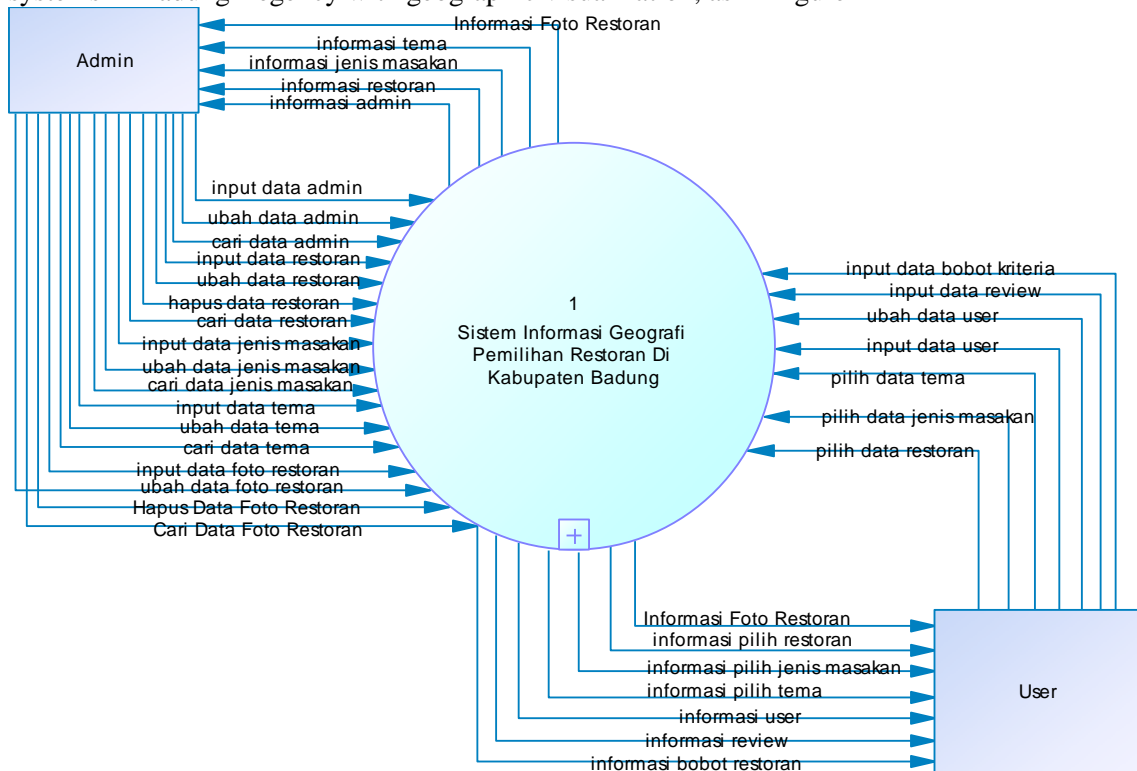 Informasi Foto Restoran
informasi tema
Admin
informasi jenis masakan
informasi restoran
informasi admin
input data admin
ubah data admin
cari data admin
input data restoran
ubah data restoran
hapus data restoran
cari data restoran
input data jenis masakan
ubah data jenis masakan
cari data jenis masakan
input data tema
ubah data tema
cari data tema
input data foto restoran
ubah data foto restoran
Hapus Data Foto Restoran
Cari Data Foto Restoran
1
Sistem Informasi Geografi
Pemilihan Restoran Di
Kabupaten Badung
input data bobot kriteria
input data review
ubah data user
input data user
pilih data tema
pilih data jenis masakan
pilih data restoran
Informasi Foto Restoran
informasi pilih restoran
informasi pilih jenis masakan
informasi pilih tema
informasi user
informasi review
informasi bobot restoran
User